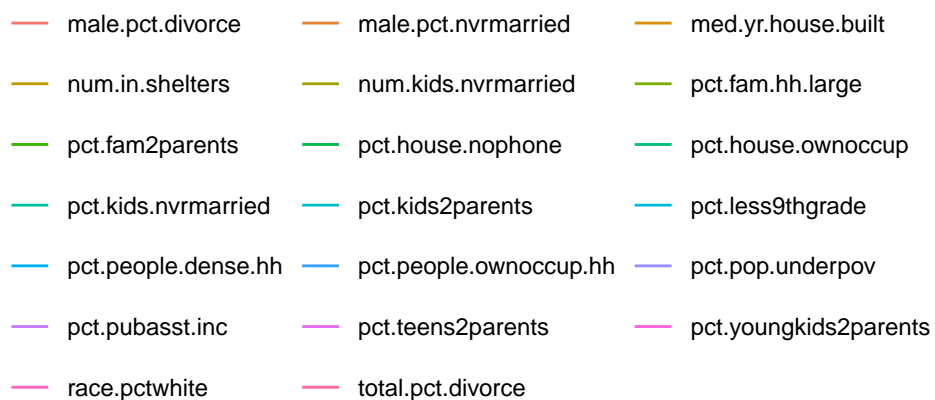 male.pct.divorce male.pct.nvrmarried med.yr.house.built
num.in.shelters num.kids.nvrmarried pct.fam.hh.large
pct.fam2parents pct.house.nophone pct.house.ownoccup
pct.kids.nvrmarried pct.kids2parents pct.less9thgrade
pct.people.dense.hh pct.people.ownoccup.hh pct.pop.underpov
pct.pubasst.inc pct.teens2parents pct.youngkids2parents
race.pctwhite total.pct.divorce